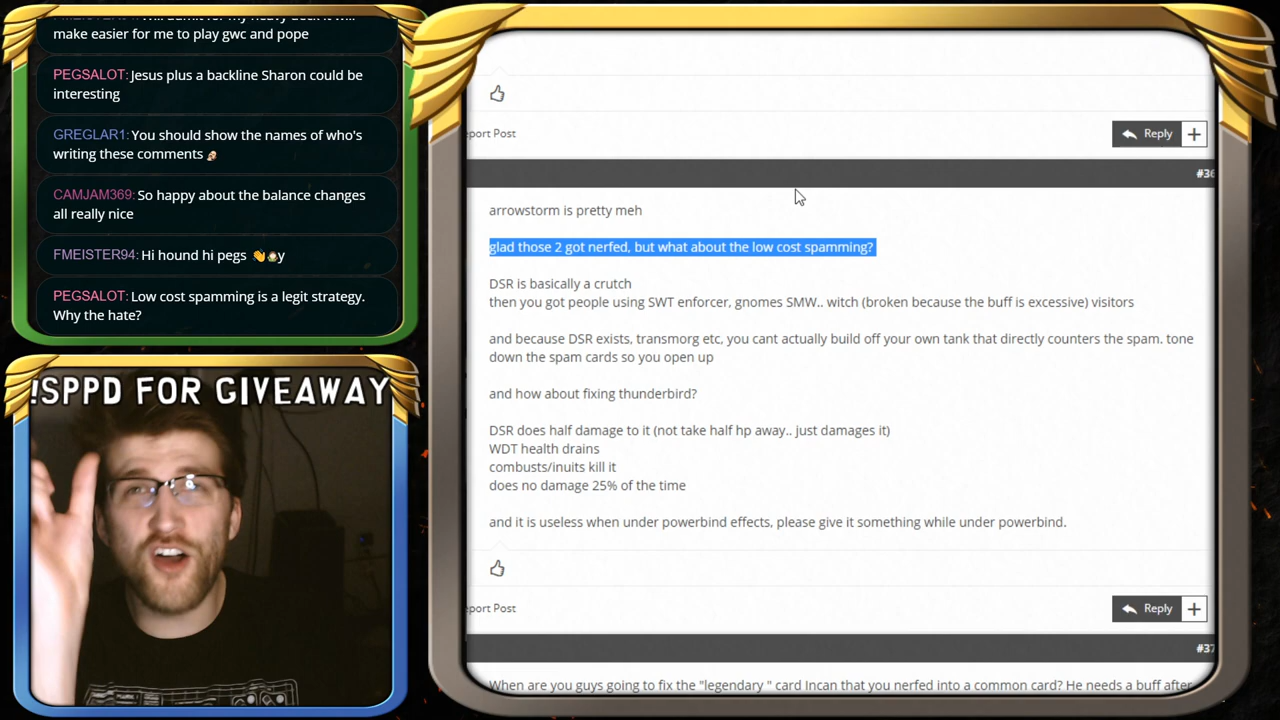 make easier for me to play gwc and pope
PEGSALOT: Jesus plus a backline Sharon could be
interesting
GREGLAR1: You should show the names of who's
writing these comments
CAMJAM369: So happy about the balance changes
all really nice
FMEISTER94: Hi hound hi pegs 👋 y
PEGSALOT: Low cost spamming is a legit strategy.
Why the hate?
!SPPD FOR GIVEAWAY
port Post
Reply +
#36
arrowstorm is pretty meh
glad those 2 got nerfed, but what about the low cost spamming?
DSR is basically a crutch
then you got people using SWT enforcer, gnomes SMW.. witch (broken because the buff is excessive) visitors
and because DSR exists, transmorg etc, you cant actually build off your own tank that directly counters the spam. tone
down the spam cards so you open up
and how about fixing thunderbird?
DSR does half damage to it (not take half hp away.. just damages it)
WDT health drains
combusts/inuits kill it
does no damage 25% of the time
and it is useless when under powerbind effects, please give it something while under powerbind.
port Post
Reply +
#37
When are you guys going to fix the "legendary " card Incan that you nerfed into a common card? He needs a buff after